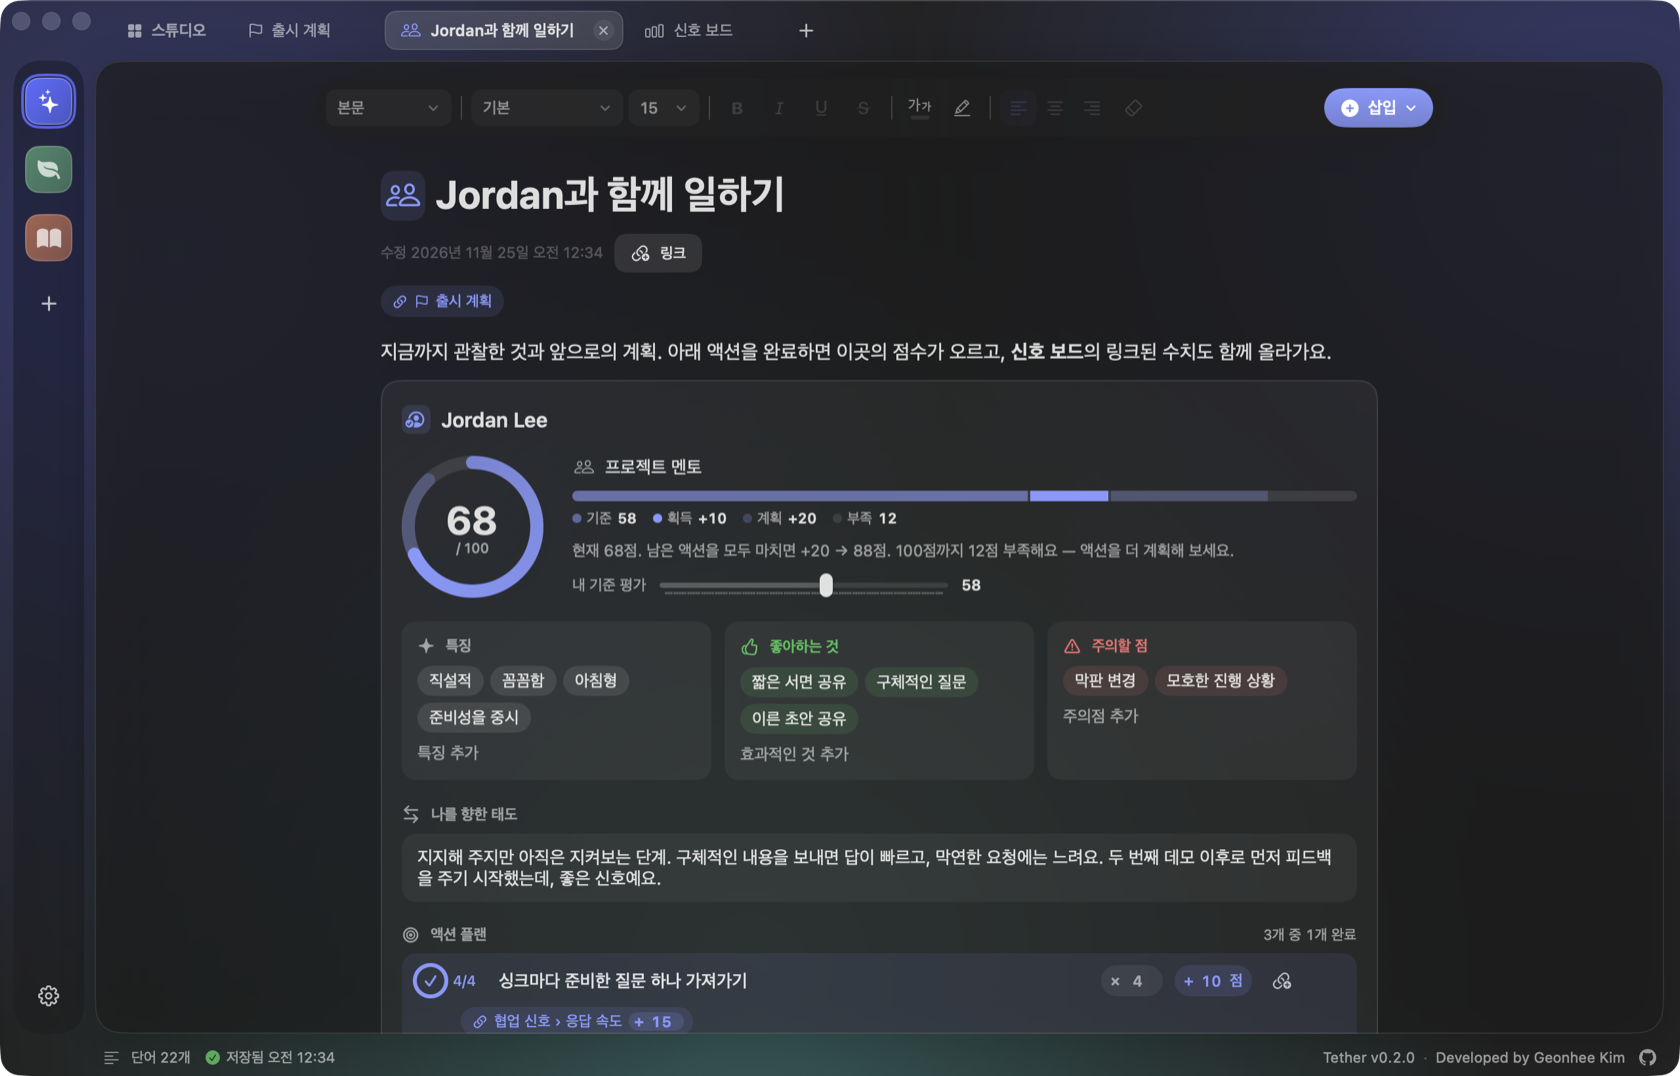 스튜디오
출시 계획
Jordan과 함께 일하기
신호 보드
본문
기본
15
B I U S 가가
삽입
Jordan과 함께 일하기
수정 2026년 11월 25일 오전 12:34
링크
출시 계획
지금까지 관찰한 것과 앞으로의 계획. 아래 액션을 완료하면 이곳의 점수가 오르고, 신호 보드의 링크된 수치도 함께 올라가요.
Jordan Lee
68
/ 100
프로젝트 멘토
기준 58 획득 +10 계획 +20 부족 12
현재 68점. 남은 액션을 모두 마치면 +20 → 88점. 100점까지 12점 부족해요 — 액션을 더 계획해 보세요.
내 기준 평가 58
특징
직설적 꼼꼼함 아침형
준비성을 중시
특징 추가
좋아하는 것
짧은 서면 공유 구체적인 질문
이른 초안 공유
효과적인 것 추가
주의할 점
막판 변경 모호한 진행 상황
주의점 추가
나를 향한 태도
지지해 주지만 아직은 지켜보는 단계. 구체적인 내용을 보내면 답이 빠르고, 막연한 요청에는 느려요. 두 번째 데모 이후로 먼저 피드백
을 주기 시작했는데, 좋은 신호예요.
액션 플랜
3개 중 1개 완료
4/4 싱크마다 준비한 질문 하나 가져가기 × 4 + 10 점
협업 신호 › 응답 속도 + 15
단어 22개 저장됨 오전 12:34
Tether v0.2.0 · Developed by Geonhee Kim